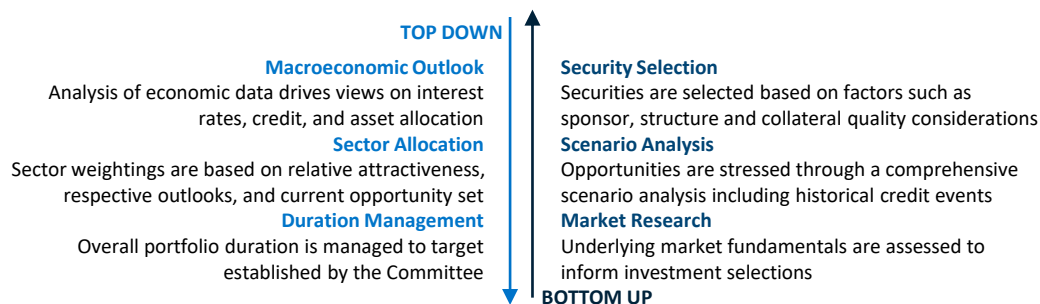 TOP DOWN
Macroeconomic Outlook
Analysis of economic data drives views on interest
rates, credit, and asset allocation
Sector Allocation
Sector weightings are based on relative attractiveness,
respective outlooks, and current opportunity set
Duration Management
Overall portfolio duration is managed to target
established by the Committee
Security Selection
Securities are selected based on factors such as
sponsor, structure and collateral quality considerations
Scenario Analysis
Opportunities are stressed through a comprehensive
scenario analysis including historical credit events
Market Research
Underlying market fundamentals are assessed to
inform investment selections
BOTTOM UP